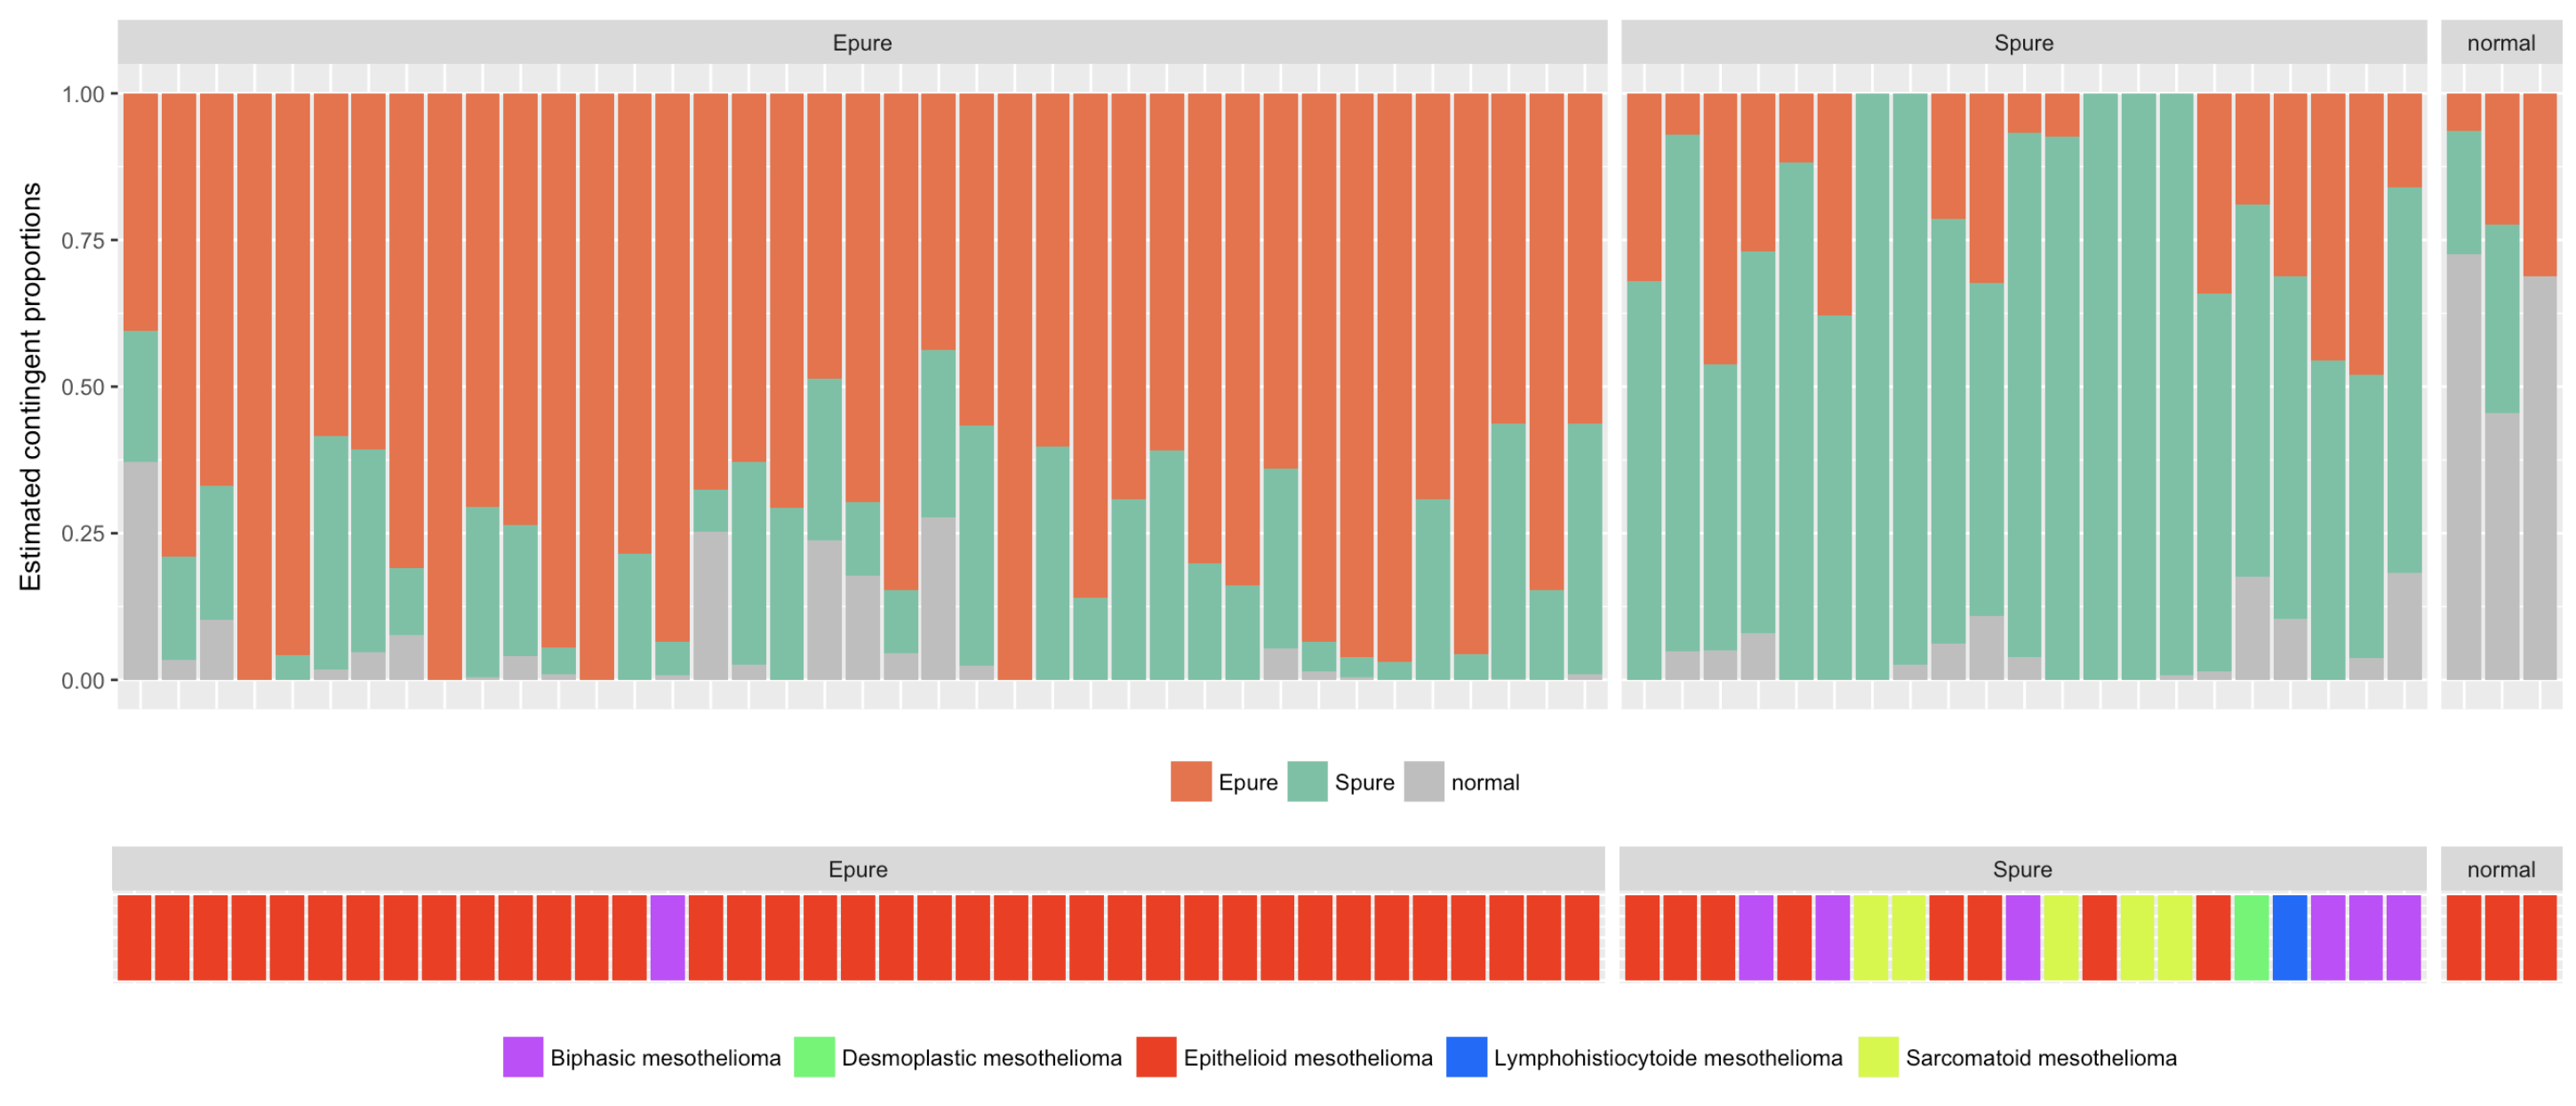 Epure Spure normal
Estimated contingent proportions
1.00
0.75
0.50
0.25
0.00
Epure Spure normal
Epure Spure normal
Biphasic mesothelioma Desmoplastic mesothelioma Epithelioid mesothelioma Lymphohistiocytoide mesothelioma Sarcomatoid mesothelioma